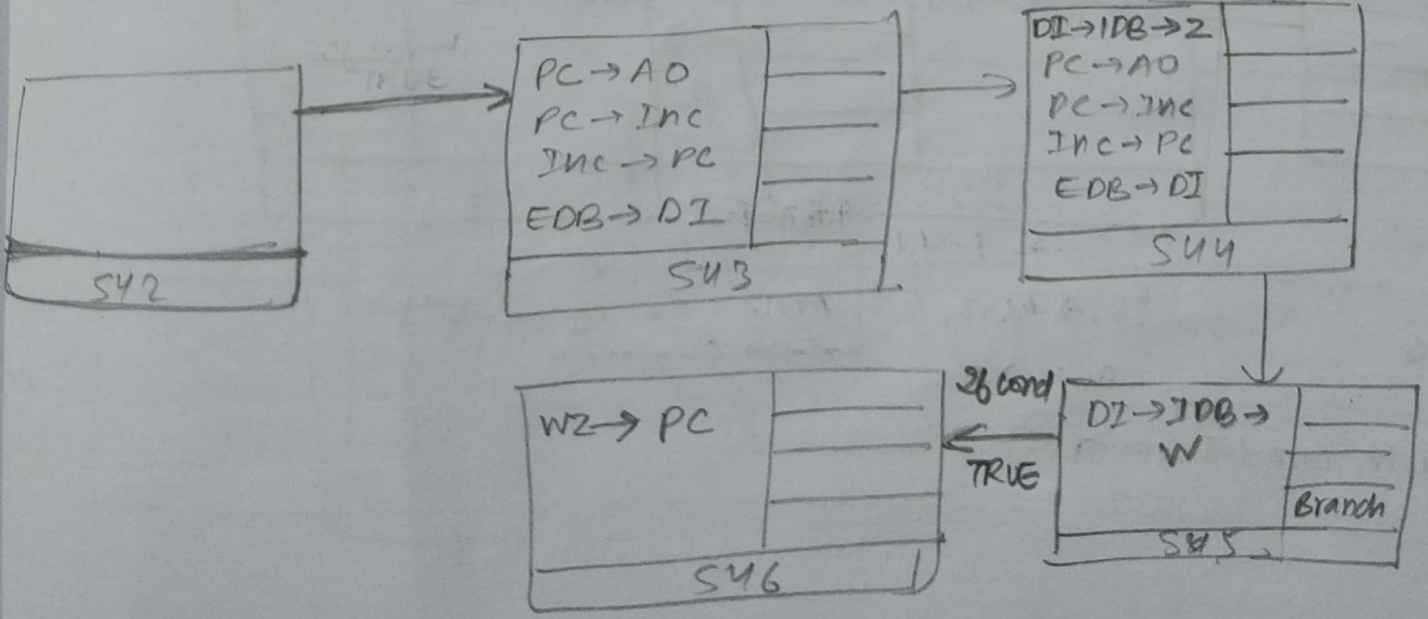 S42
PC→AO
PC→Inc
Inc→PC
EDB→DI
S43
DI→IDB→Z
PC→AO
PC→Inc
Inc→PC
EDB→DI
S44
DI→IDB→
W
Branch
S45
If cond
TRUE
WZ→PC
S46